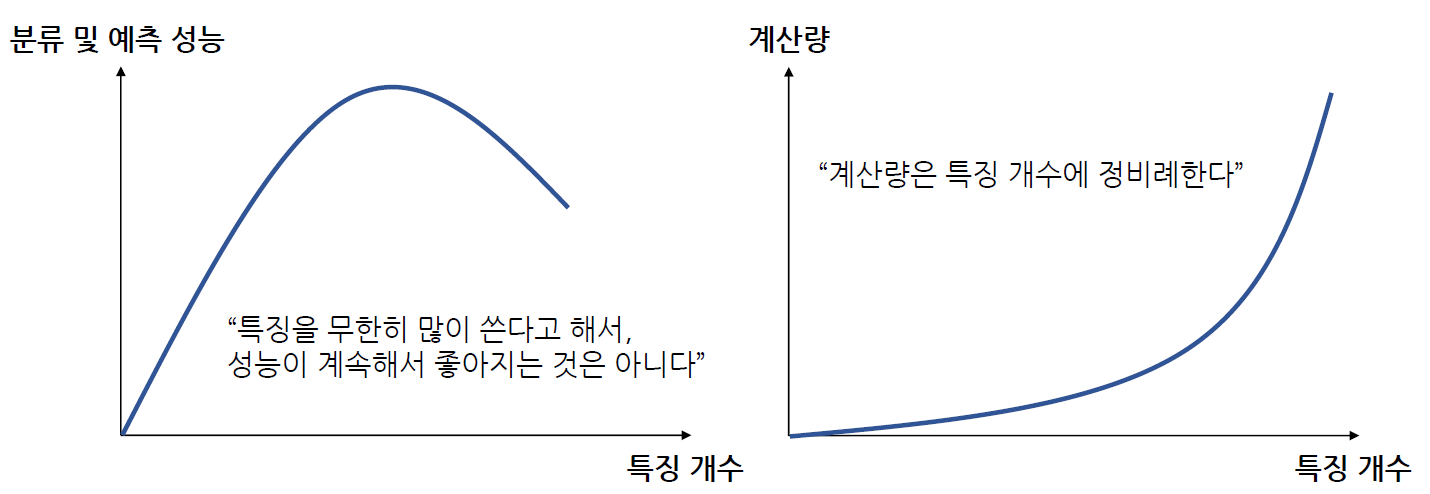 분류 및 예측 성능
“특징을 무한히 많이 쓴다고 해서,
성능이 계속해서 좋아지는 것은 아니다”
특징 개수
계산량
“계산량은 특징 개수에 정비례한다”
특징 개수